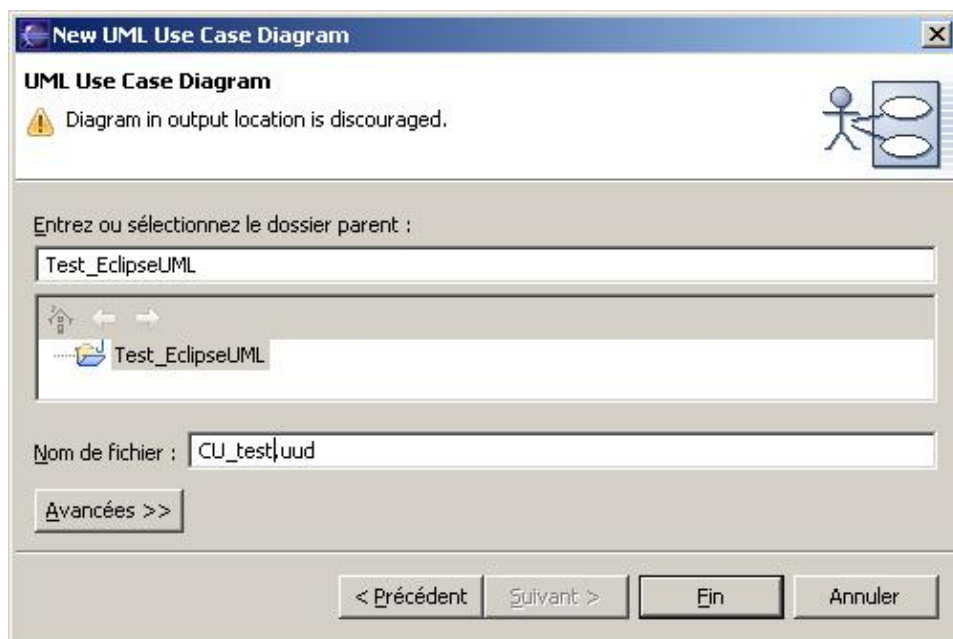 New UML Use Case Diagram
UML Use Case Diagram
Diagram in output location is discouraged.
Entrez ou sélectionnez le dossier parent :
Test_EclipseUML
Test_EclipseUML
Nom de fichier : CU_test.uud
Avancées >>
< Précédent Suivant > Fin Annuler